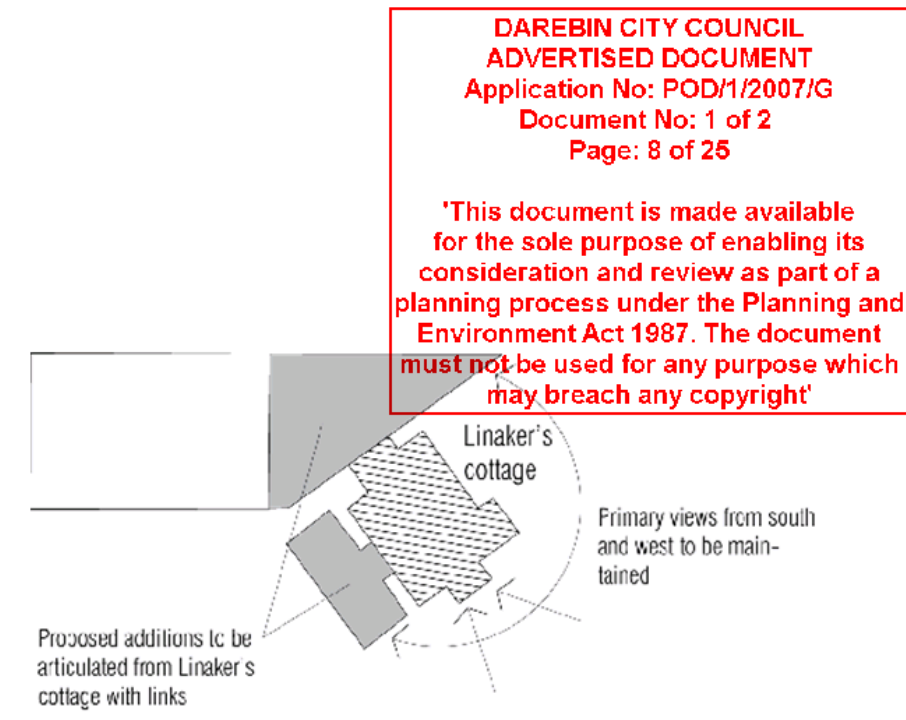 DAREBIN CITY COUNCIL
ADVERTISED DOCUMENT
Application No: POD/1/2007/G
Document No: 1 of 2
Page: 8 of 25
'This document is made available
for the sole purpose of enabling its
consideration and review as part of a
planning process under the Planning and
Environment Act 1987. The document
must not be used for any purpose which
may breach any copyright'
Linaker's
cottage
Primary views from south
and west to be main-
tained
Proposed additions to be
articulated from Linaker's
cottage with links